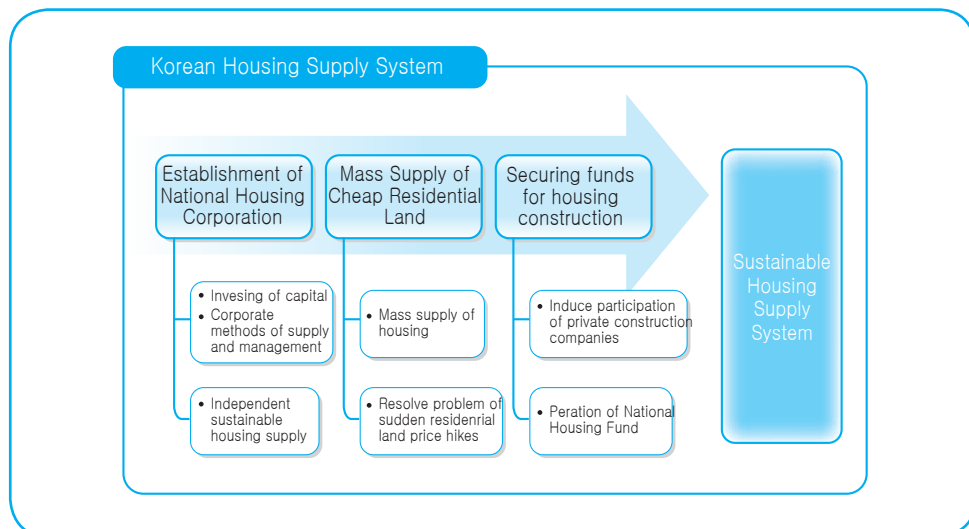 Korean Housing Supply System
Establishment of
National Housing
Corporation
Mass Supply of
Cheap Residential
Land
Securing funds
for housing
construction
• Invesing of capital
• Corporate
methods of supply
and management
• Independent
sustainable
housing supply
• Mass supply of
housing
• Resolve problem of
sudden residenrial
land price hikes
• Induce participation
of private construction
companies
• Peration of National
Housing Fund
Sustainable
Housing
Supply
System